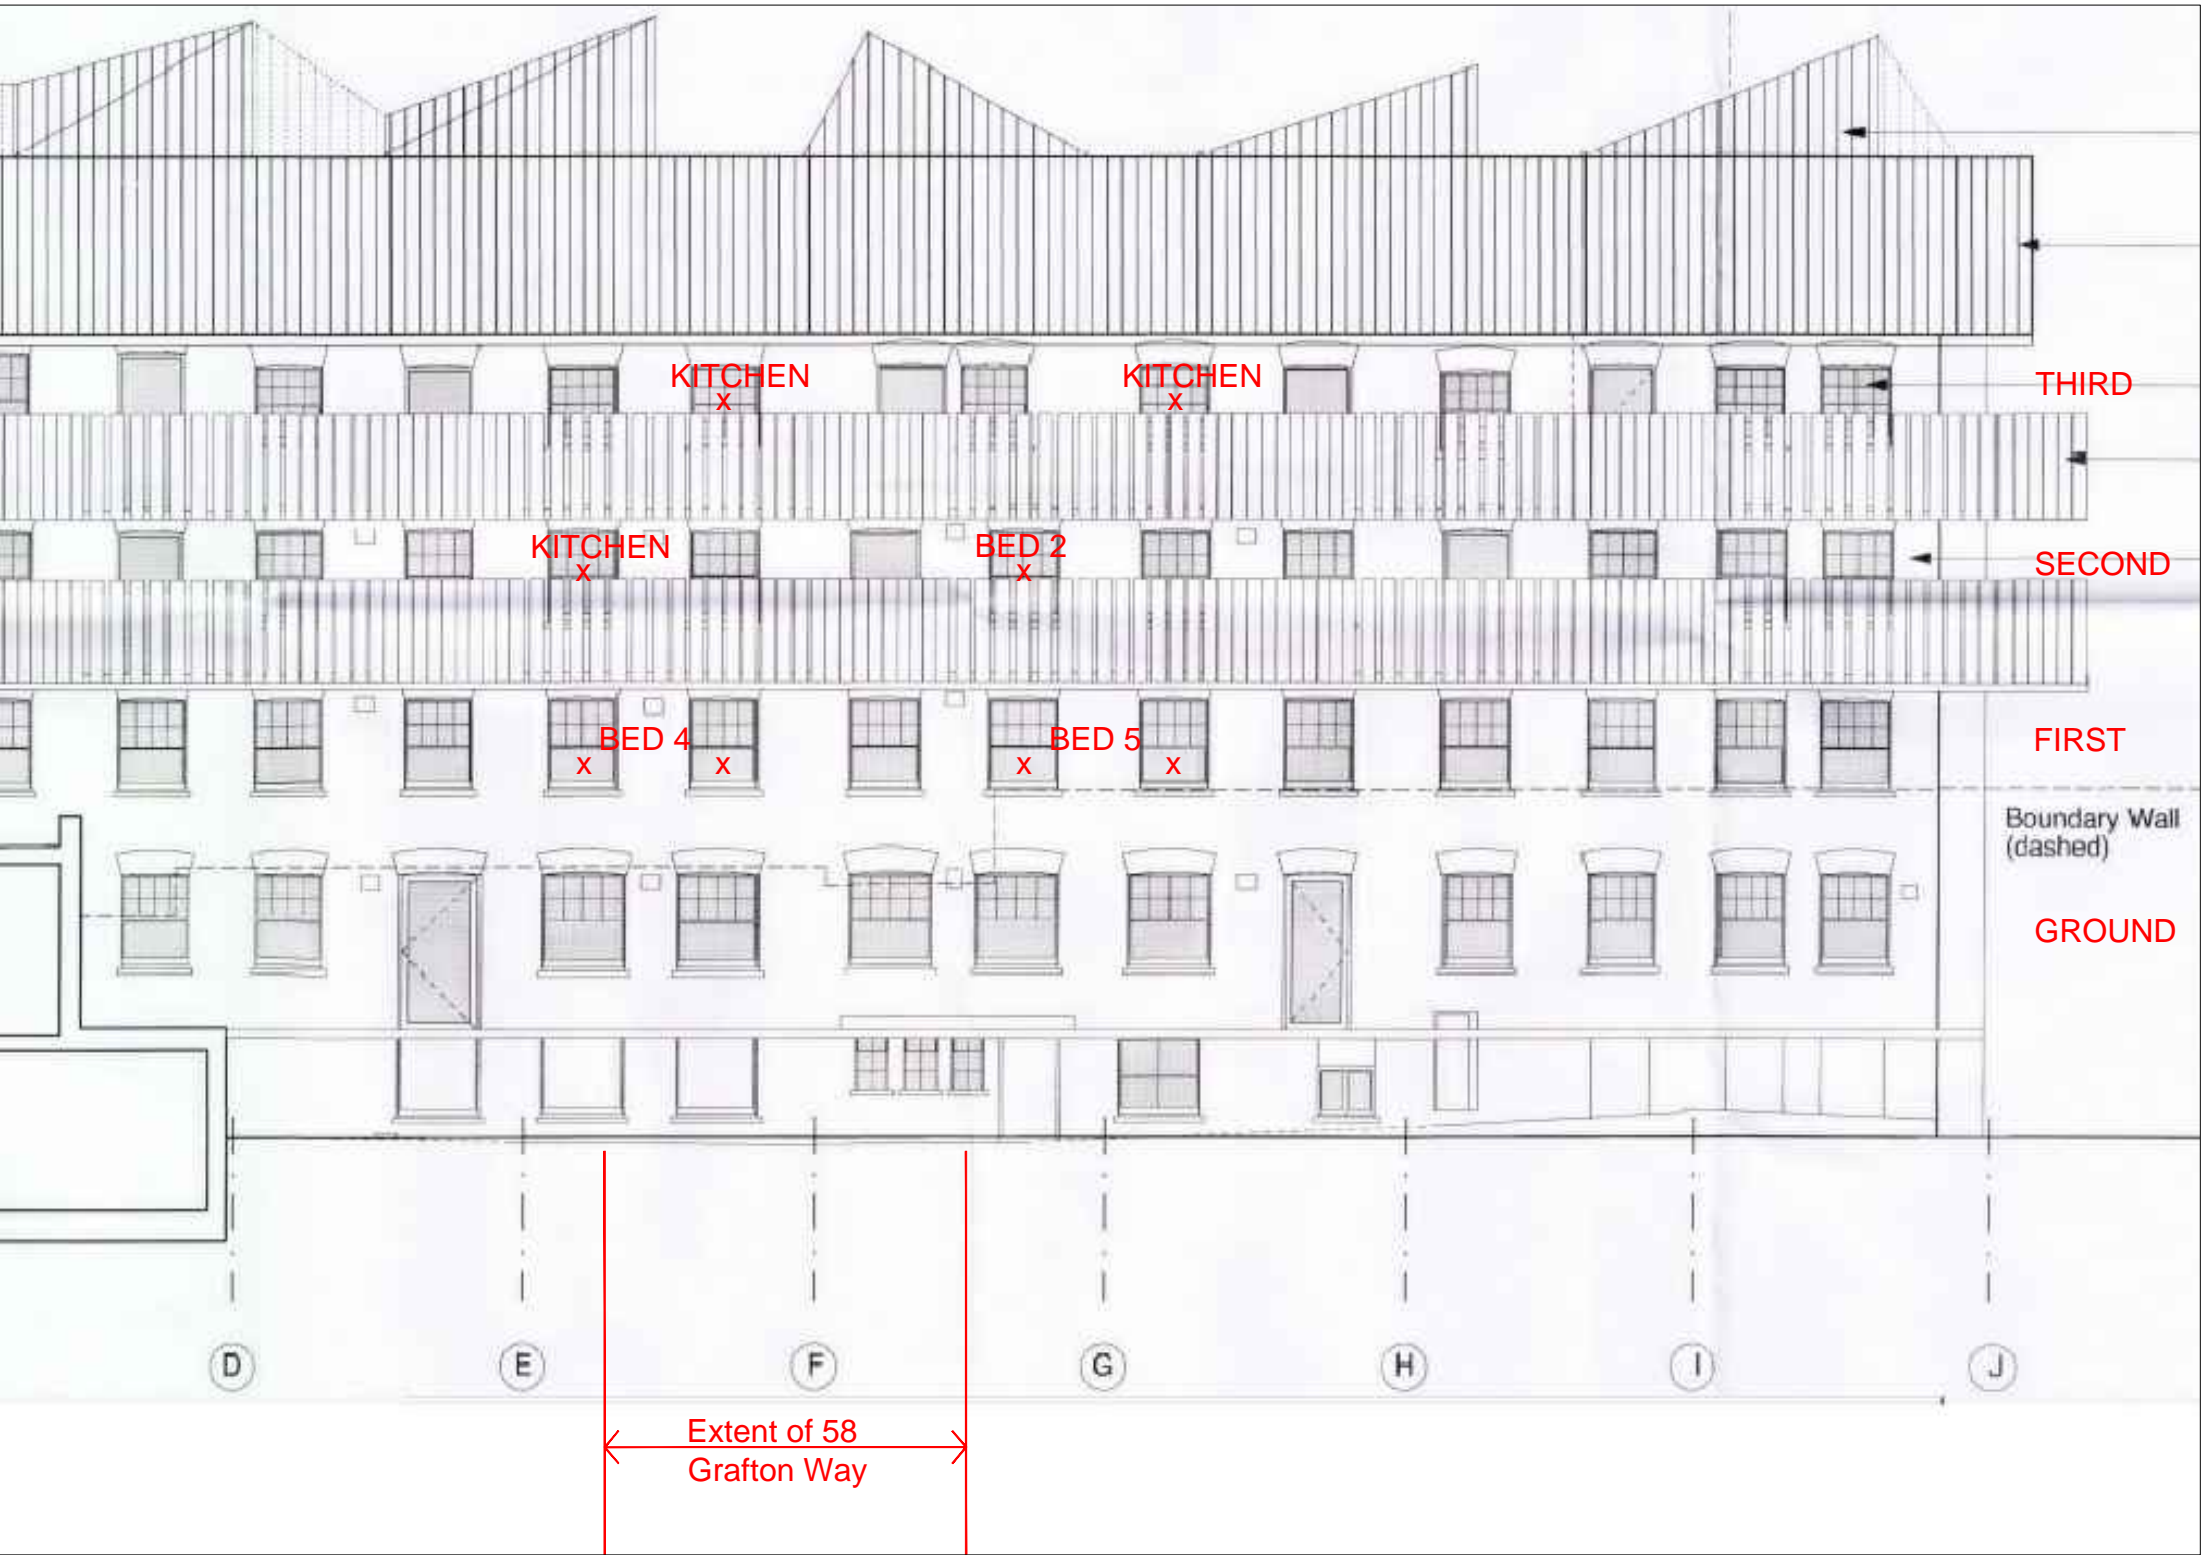 KITCHEN
KITCHEN
THIRD
x
x
KITCHEN
BED 2
SECOND
x
x
BED 4
BED 5
FIRST
x
x
x
x
Boundary Wall
(dashed)
GROUND
D
E
F
G
H
I
J
Extent of 58
Grafton Way